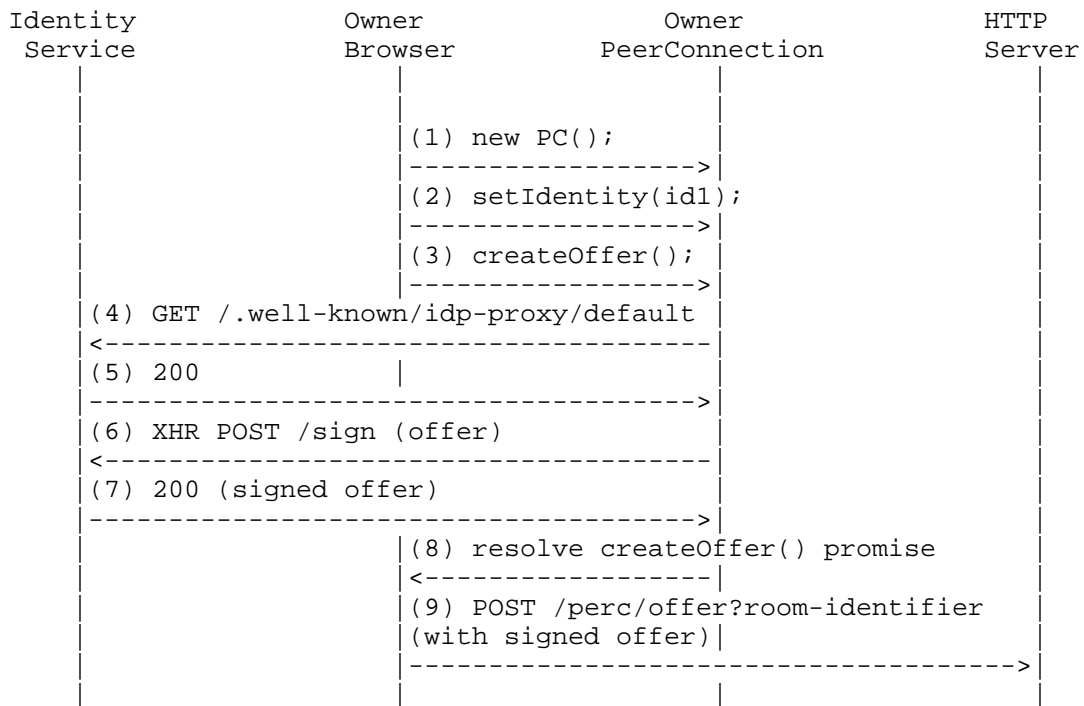 Identity Owner Owner HTTP
Service Browser PeerConnection Server
(1) new PC();
(2) setIdentity(id1);
(3) createOffer();
(4) GET /.well-known/idp-proxy/default
(5) 200
(6) XHR POST /sign (offer)
(7) 200 (signed offer)
(8) resolve createOffer() promise
(9) POST /perc/offer?room-identifier
(with signed offer)